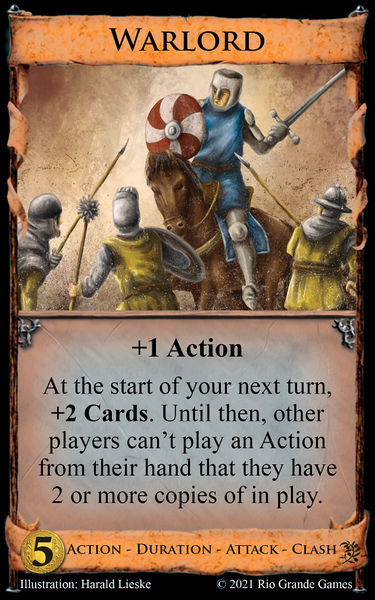 WARLORD
+1 Action
At the start of your next turn,
+2 Cards. Until then, other
players can't play an Action
from their hand that they have
2 or more copies of in play.
5 ACTION - DURATION - ATTACK - CLASH
Illustration: Harald Lieske © 2021 Rio Grande Games